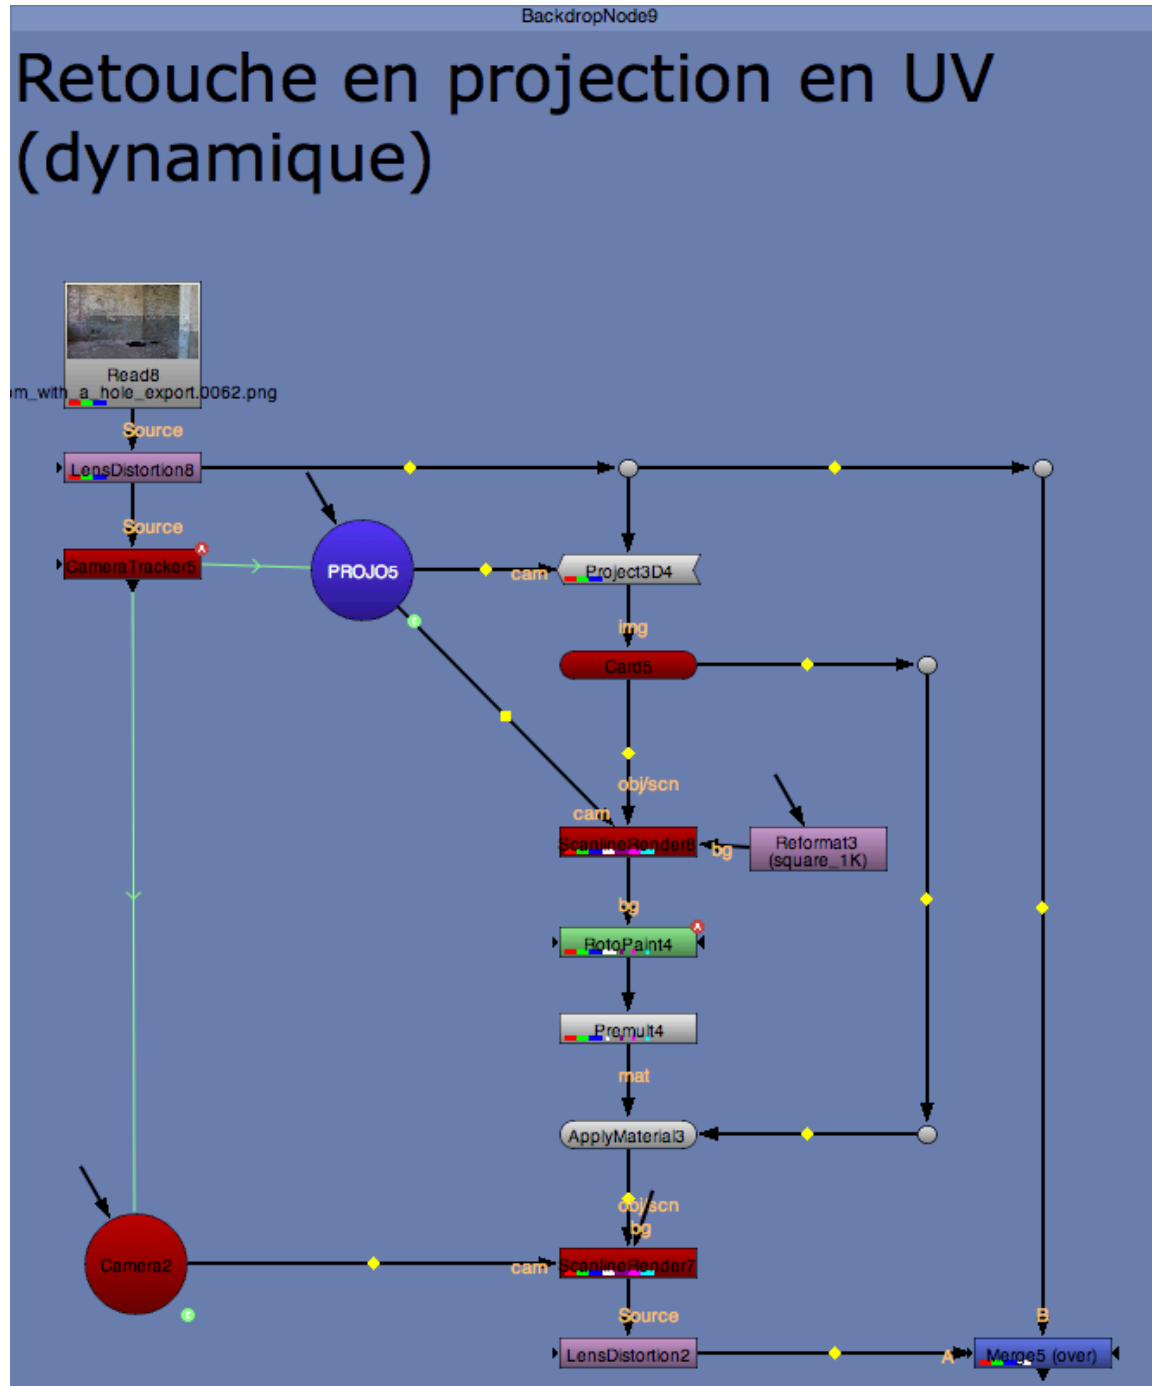 BackdropNode9
Retouche en projection en UV
(dynamique)
Read8
om_with_a_hole_export.0062.png
Source
LensDistortion8
Source
CameraTracker5
PROJO5
cam
Project3D4
img
Card5
obj/scn
cam
ScanlineRender8
bg
Reformat3
(square_1K)
bg
RotoPaint4
Premult4
mat
ApplyMaterial3
obj/scn
bg
Camera2
cam
ScanlineRender7
Source
B
LensDistortion2
A
Merge5 (over)